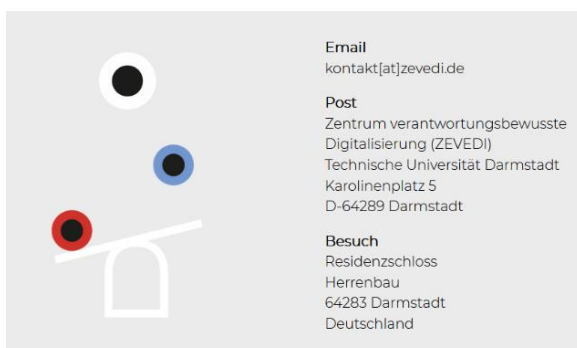 Email
kontakt[at]zevedi.de
Post
Zentrum verantwortungsbewusste
Digitalisierung (ZEVEDI)
Technische Universität Darmstadt
Karolinenplatz 5
D-64289 Darmstadt
Besuch
Residenzschloss
Herrenbau
64283 Darmstadt
Deutschland